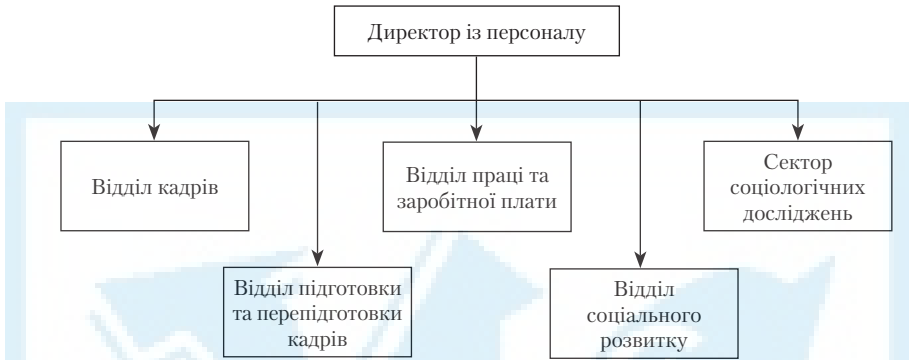 Директор із персоналу
Відділ кадрів
Відділ праці та
заробітної плати
Сектор
соціологічних
досліджень
Відділ підготовки
та перепідготовки
кадрів
Відділ
соціального
розвитку